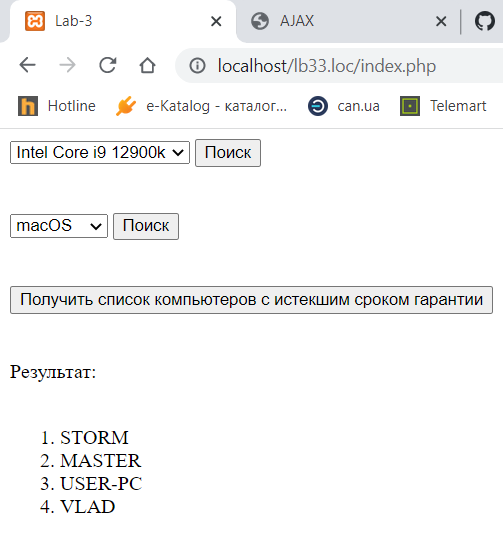 Lab-3
AJAX
localhost/lb33.loc/index.php
Hotline
e-Katalog - каталог...
can.ua
Telemart
Intel Core i9 12900k Поиск
macOS Поиск
Получить список компьютеров с истекшим сроком гарантии
Результат:
1. STORM
2. MASTER
3. USER-PC
4. VLAD